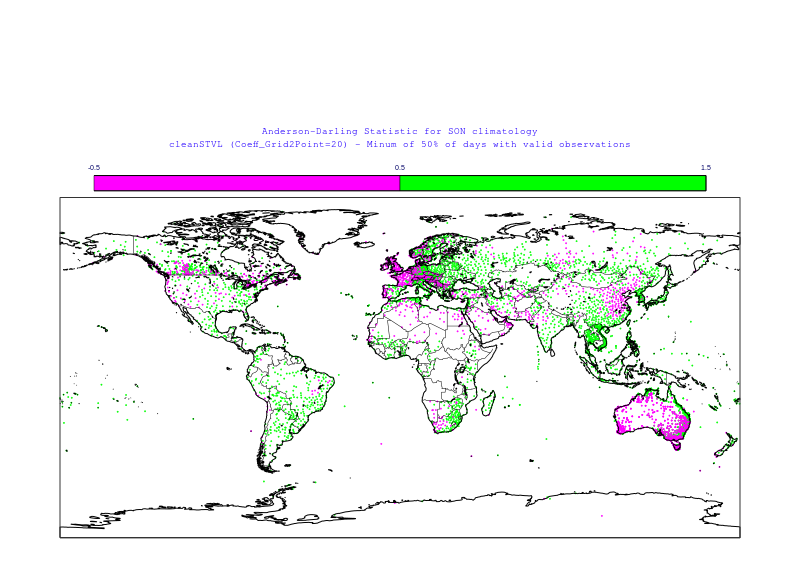 Anderson-Darling Statistic for SON climatology
cleanSTVL (Coeff_Grid2Point=20) - Minum of 50% of days with valid observations
-0.5 0.5 1.5